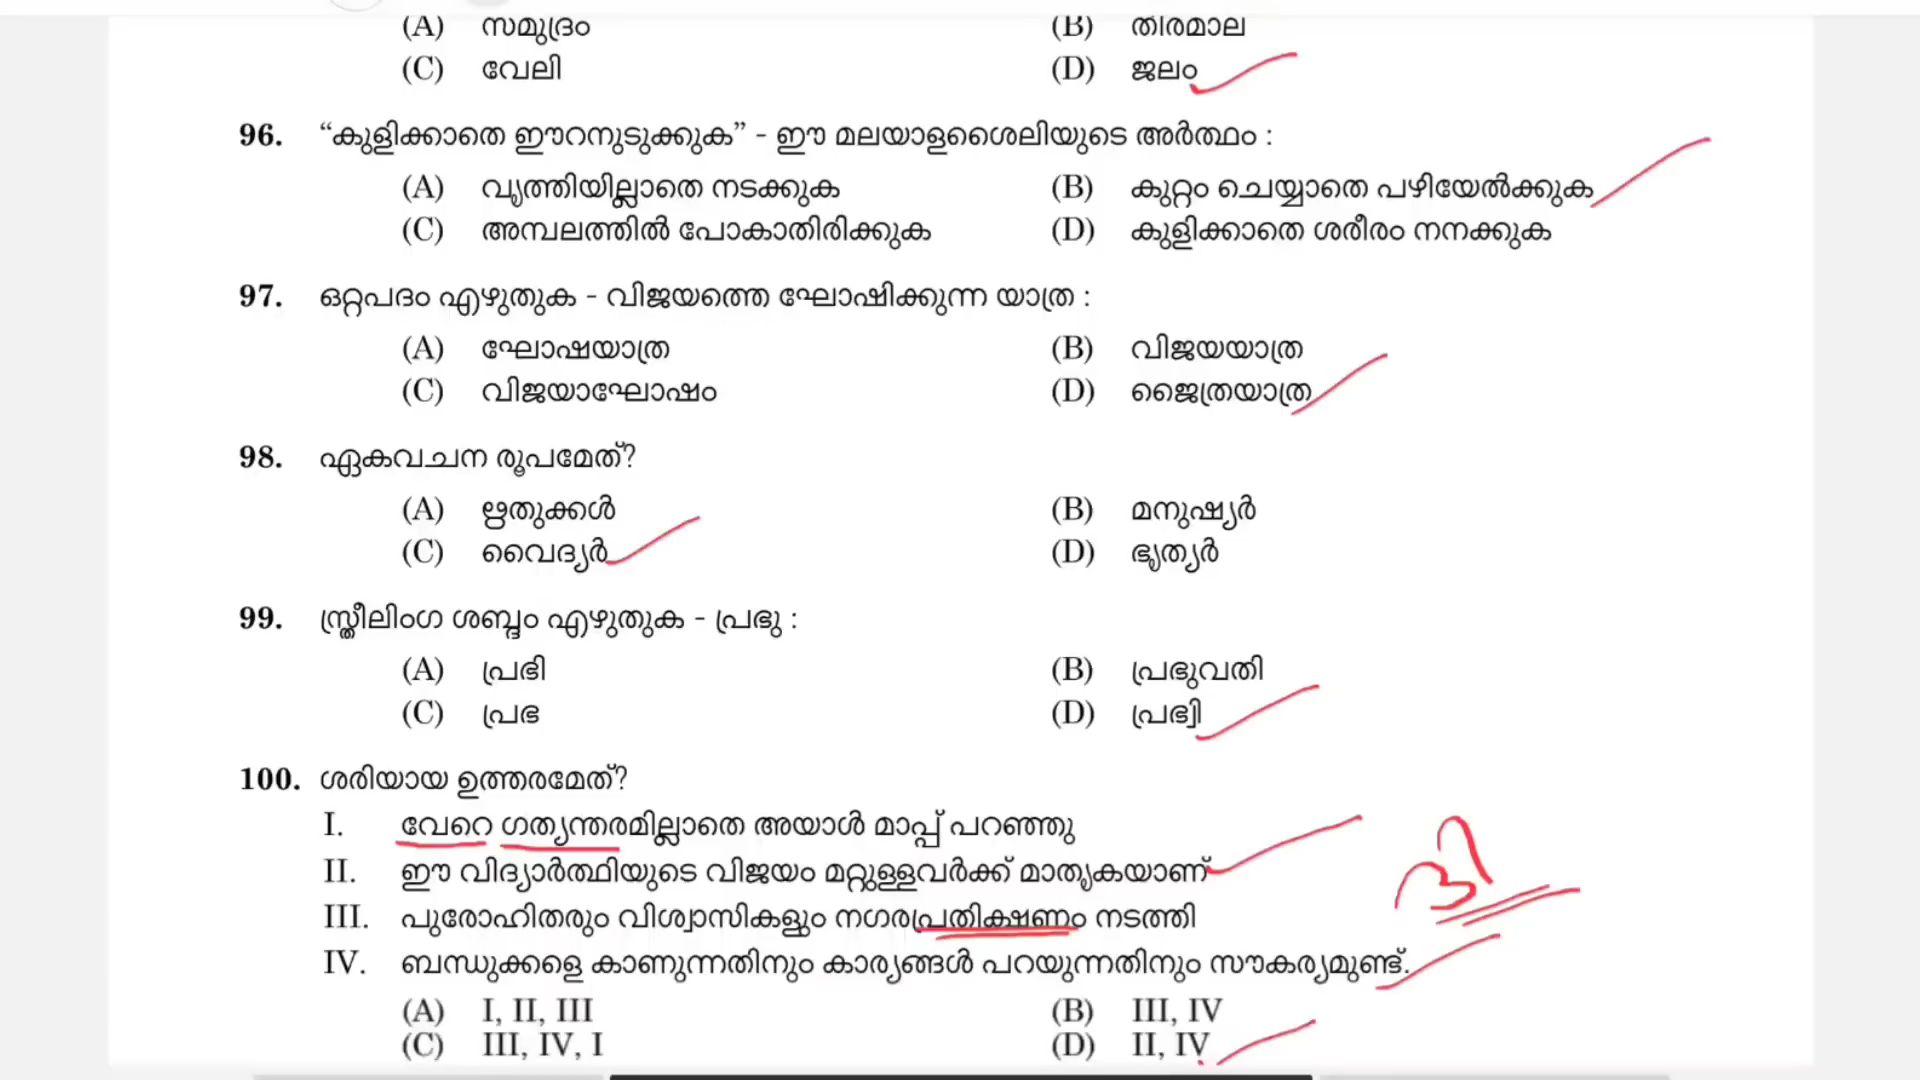 (A) സമുദ്രം (B) തിരമാല
(C) വേലി (D) ജലം
96. “കുളിക്കാതെ ഈറനുടുക്കുക” - ഈ മലയാളശൈലിയുടെ അർത്ഥം :
(A) വൃത്തിയില്ലാതെ നടക്കുക (B) കുറ്റം ചെയ്യാതെ പഴിയേൽക്കുക
(C) അമ്പലത്തിൽ പോകാതിരിക്കുക (D) കുളിക്കാതെ ശരീരം നനക്കുക
97. ഒറ്റപദം എഴുതുക - വിജയത്തെ ഘോഷിക്കുന്ന യാത്ര :
(A) ഘോഷയാത്ര (B) വിജയയാത്ര
(C) വിജയാഘോഷം (D) ജൈത്രയാത്ര
98. ഏകവചന രൂപമേത്?
(A) ഋതുക്കൾ (B) മനുഷ്യർ
(C) വൈദ്യർ (D) ഭൃത്യർ
99. സ്ത്രീലിംഗ ശബ്ദം എഴുതുക - പ്രഭു :
(A) പ്രഭി (B) പ്രഭുവതി
(C) പ്രഭ (D) പ്രഭ്വി
100. ശരിയായ ഉത്തരമേത്?
I. വേറെ ഗത്യന്തരമില്ലാതെ അയാൾ മാപ്പ് പറഞ്ഞു
II. ഈ വിദ്യാർത്ഥിയുടെ വിജയം മറ്റുള്ളവർക്ക് മാതൃകയാണ്
III. പുരോഹിതരും വിശ്വാസികളും നഗരപ്രതിക്ഷണം നടത്തി
IV. ബന്ധുക്കളെ കാണുന്നതിനും കാര്യങ്ങൾ പറയുന്നതിനും സൗകര്യമുണ്ട്.
(A) I, II, III (B) III, IV
(C) III, IV, I (D) II, IV